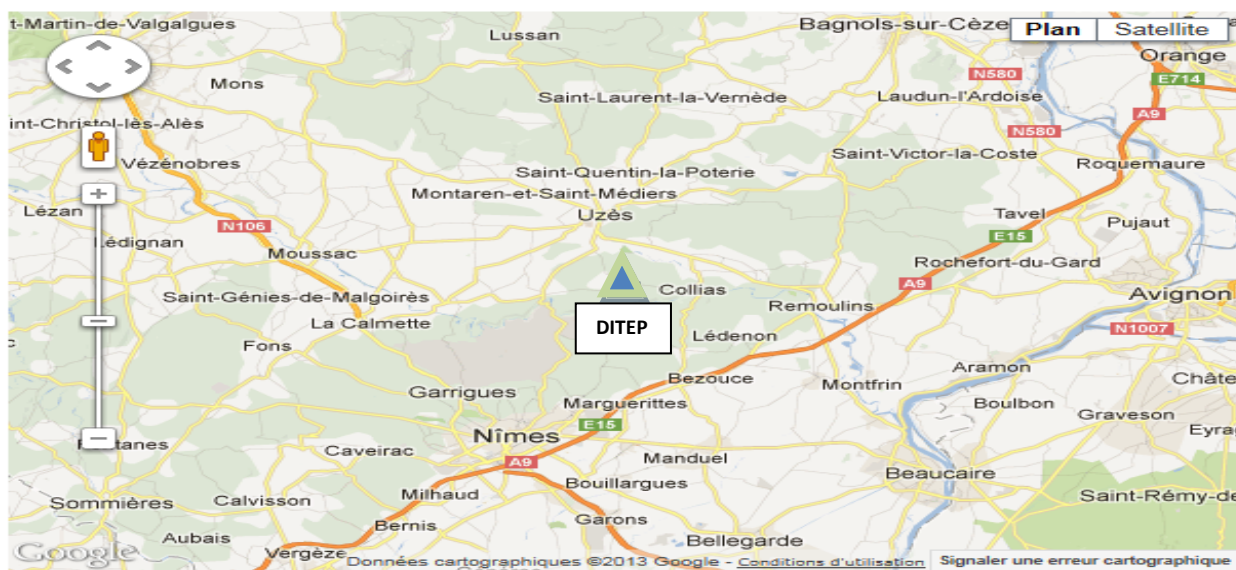 t-Martin-de-Valgalgues
Bagnols-sur-Cèze
Plan
Satellite
Lussan
Orange
N580
E714
Mons
Saint-Laurent-la-Vernède
Laudun-l'Ardoise
A9
int-Christol-lès-Alès
N580
Saint-Victor-la-Coste
Vézénobres
Roquemaure
Saint-Quentin-la-Poterie
Montaren-et-Saint-Médiers
Lézan
Uzès
Tavel
Pujaut
N106
E15
Lédignan
Moussac
Rochefort-du-Gard
A9
Collias
Saint-Génies-de-Malgoirès
Avignon
Remoulins
La Calmette
DITEP
N1007
Lédenon
Fons
Aramon
Bezouce
Châte
Montfrin
Garrigues
Marguerittes
Boulbon
Graveson
E15
Eyra
Nîmes
tanes
Caveirac
Manduel
A9
Beaucaire
Bouillargues
Milhaud
Saint-Rémy-de
Sommières
Calvisson
Bernis
Garons
Aubais
Bellegarde
Google
Vergèze
Données cartographiques ©2013 Google - Conditions d'utilisation
Signaler une erreur cartographique